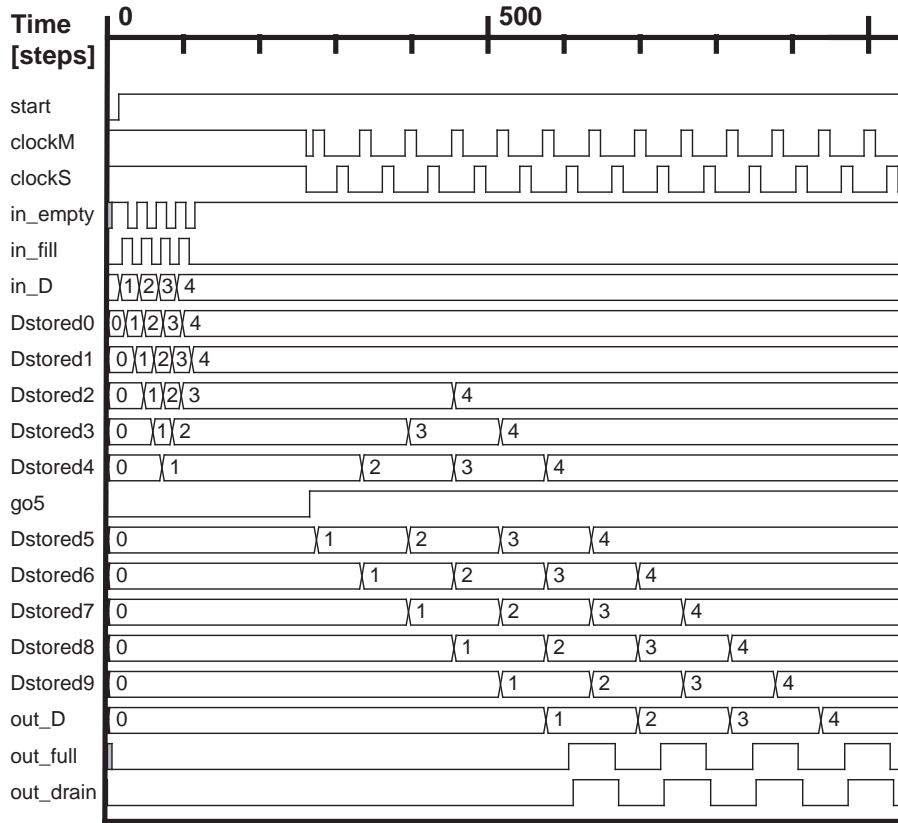 Time 0 500
[steps]
start
clockM
clockS
in_empty
in_fill
in_D 1 2 3 4
Dstored0 0 1 2 3 4
Dstored1 0 1 2 3 4
Dstored2 0 1 2 3 4
Dstored3 0 1 2 3 4
Dstored4 0 1 2 3 4
go5
Dstored5 0 1 2 3 4
Dstored6 0 1 2 3 4
Dstored7 0 1 2 3 4
Dstored8 0 1 2 3 4
Dstored9 0 1 2 3 4
out_D 0 1 2 3 4
out_full
out_drain